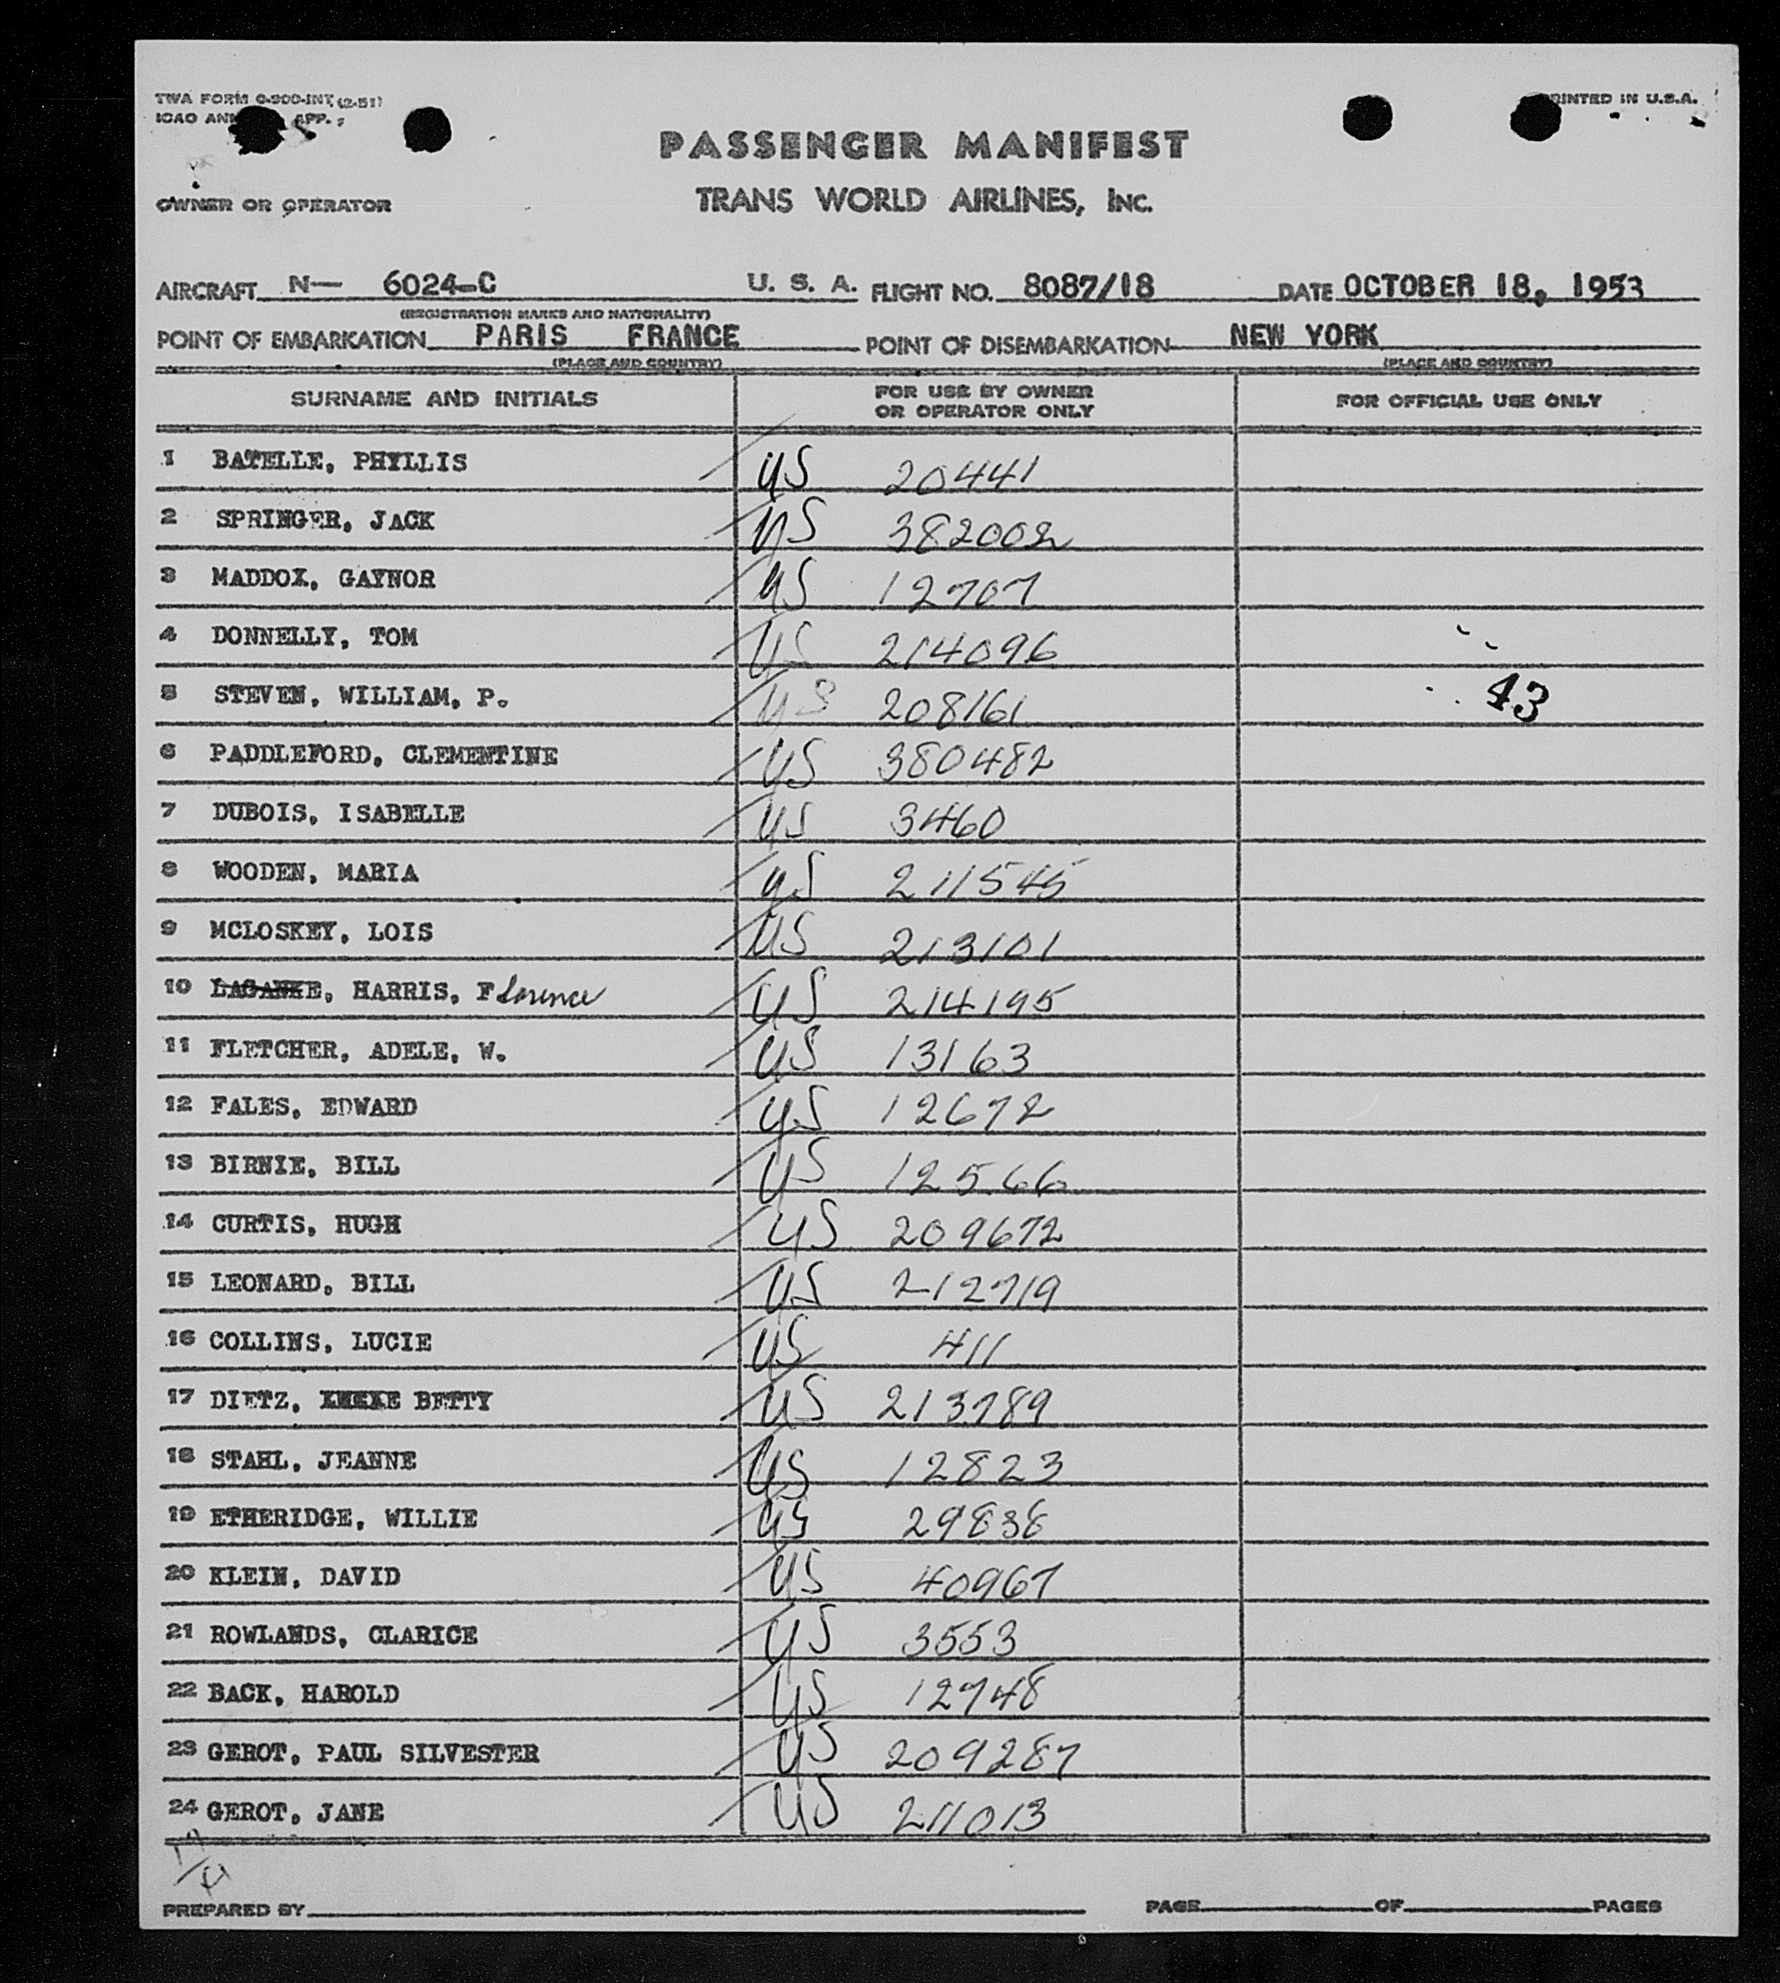 TWA FORM O-900-INT (2-51)
PRINTED IN U.S.A.
ICAO APP.
PASSENGER MANIFEST
OWNER OR OPERATOR
TRANS WORLD AIRLINES, INC.
AIRCRAFT N— 6024-C U. S. A. FLIGHT NO. 8087/18 DATE OCTOBER 18, 1953
(REGISTRATION MARKS AND NATIONALITY)
POINT OF EMBARKATION PARIS FRANCE POINT OF DISEMBARKATION NEW YORK
(PLACE AND COUNTRY) (PLACE AND COUNTRY)
SURNAME AND INITIALS FOR USE BY OWNER OR OPERATOR ONLY FOR OFFICIAL USE ONLY
1 BATELLE, PHYLLIS US 20441
2 SPRINGER, JACK US 382002
3 MADDOX, GAYNOR US 12707
4 DONNELLY, TOM US 214096
5 STEVEN, WILLIAM, P. US 208161 43
6 PADDLEFORD, CLEMENTINE US 380482
7 DUBOIS, ISABELLE US 3460
8 WOODEN, MARIA US 211545
9 MCLOSKEY, LOIS US 213101
10 LAGANKE, HARRIS, Florence US 214195
11 FLETCHER, ADELE, W. US 13163
12 FALES, EDWARD US 12672
13 BIRNIE, BILL US 12566
14 CURTIS, HUGH US 209672
15 LEONARD, BILL US 212719
16 COLLINS, LUCIE US 411
17 DIETZ, BETTY US 213789
18 STAHL, JEANNE US 12823
19 ETHERIDGE, WILLIE US 29838
20 KLEIN, DAVID US 40967
21 ROWLANDS, CLARICE US 3553
22 BACK, HAROLD US 12748
23 GEROT, PAUL SILVESTER US 209287
24 GEROT, JANE US 211013
PREPARED BY PAGE OF PAGES